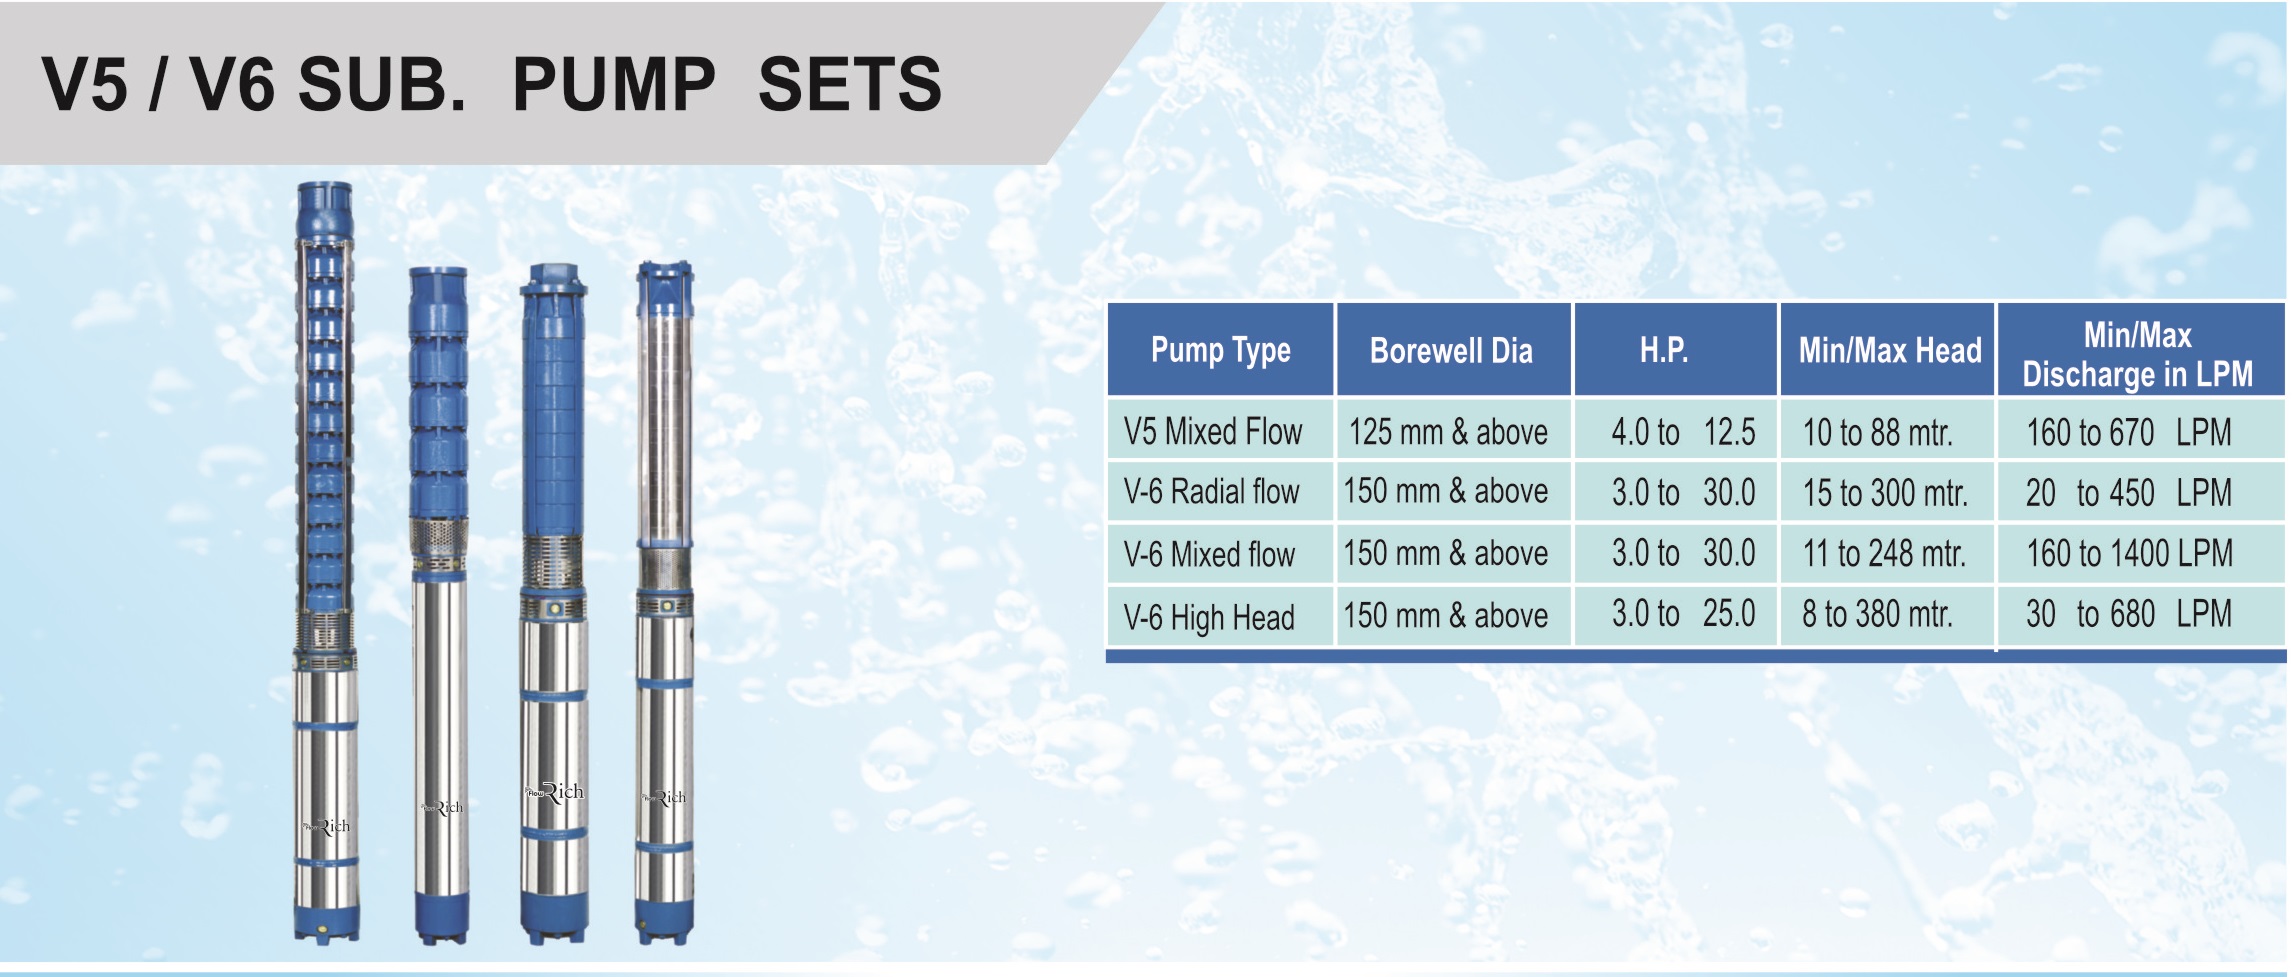 V5 / V6 SUB. PUMP SETS
Pump Type Borewell Dia H.P. Min/Max Head Min/Max Discharge in LPM
V5 Mixed Flow 125 mm & above 4.0 to 12.5 10 to 88 mtr. 160 to 670 LPM
V-6 Radial flow 150 mm & above 3.0 to 30.0 15 to 300 mtr. 20 to 450 LPM
V-6 Mixed flow 150 mm & above 3.0 to 30.0 11 to 248 mtr. 160 to 1400 LPM
V-6 High Head 150 mm & above 3.0 to 25.0 8 to 380 mtr. 30 to 680 LPM
Rich
Rich
Flow Rich
Rich